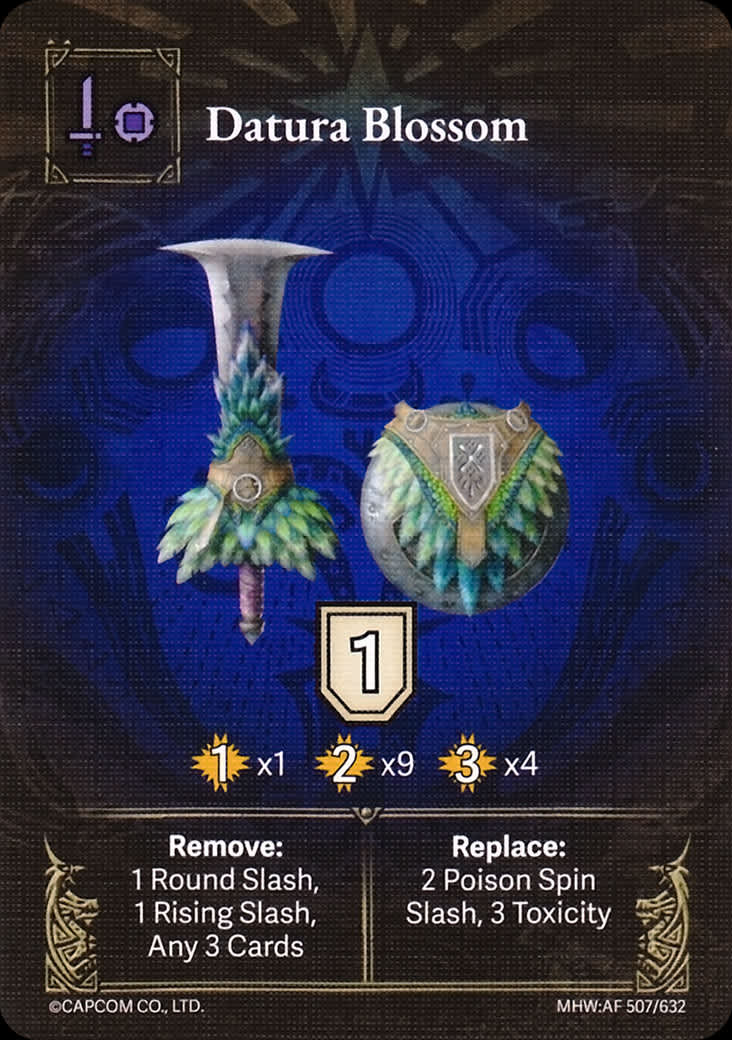 Datura Blossom
1
1 x1 2 x9 3 x4
Remove:
1 Round Slash,
1 Rising Slash,
Any 3 Cards
Replace:
2 Poison Spin
Slash, 3 Toxicity
©CAPCOM CO., LTD.
MHW:AF 507/632